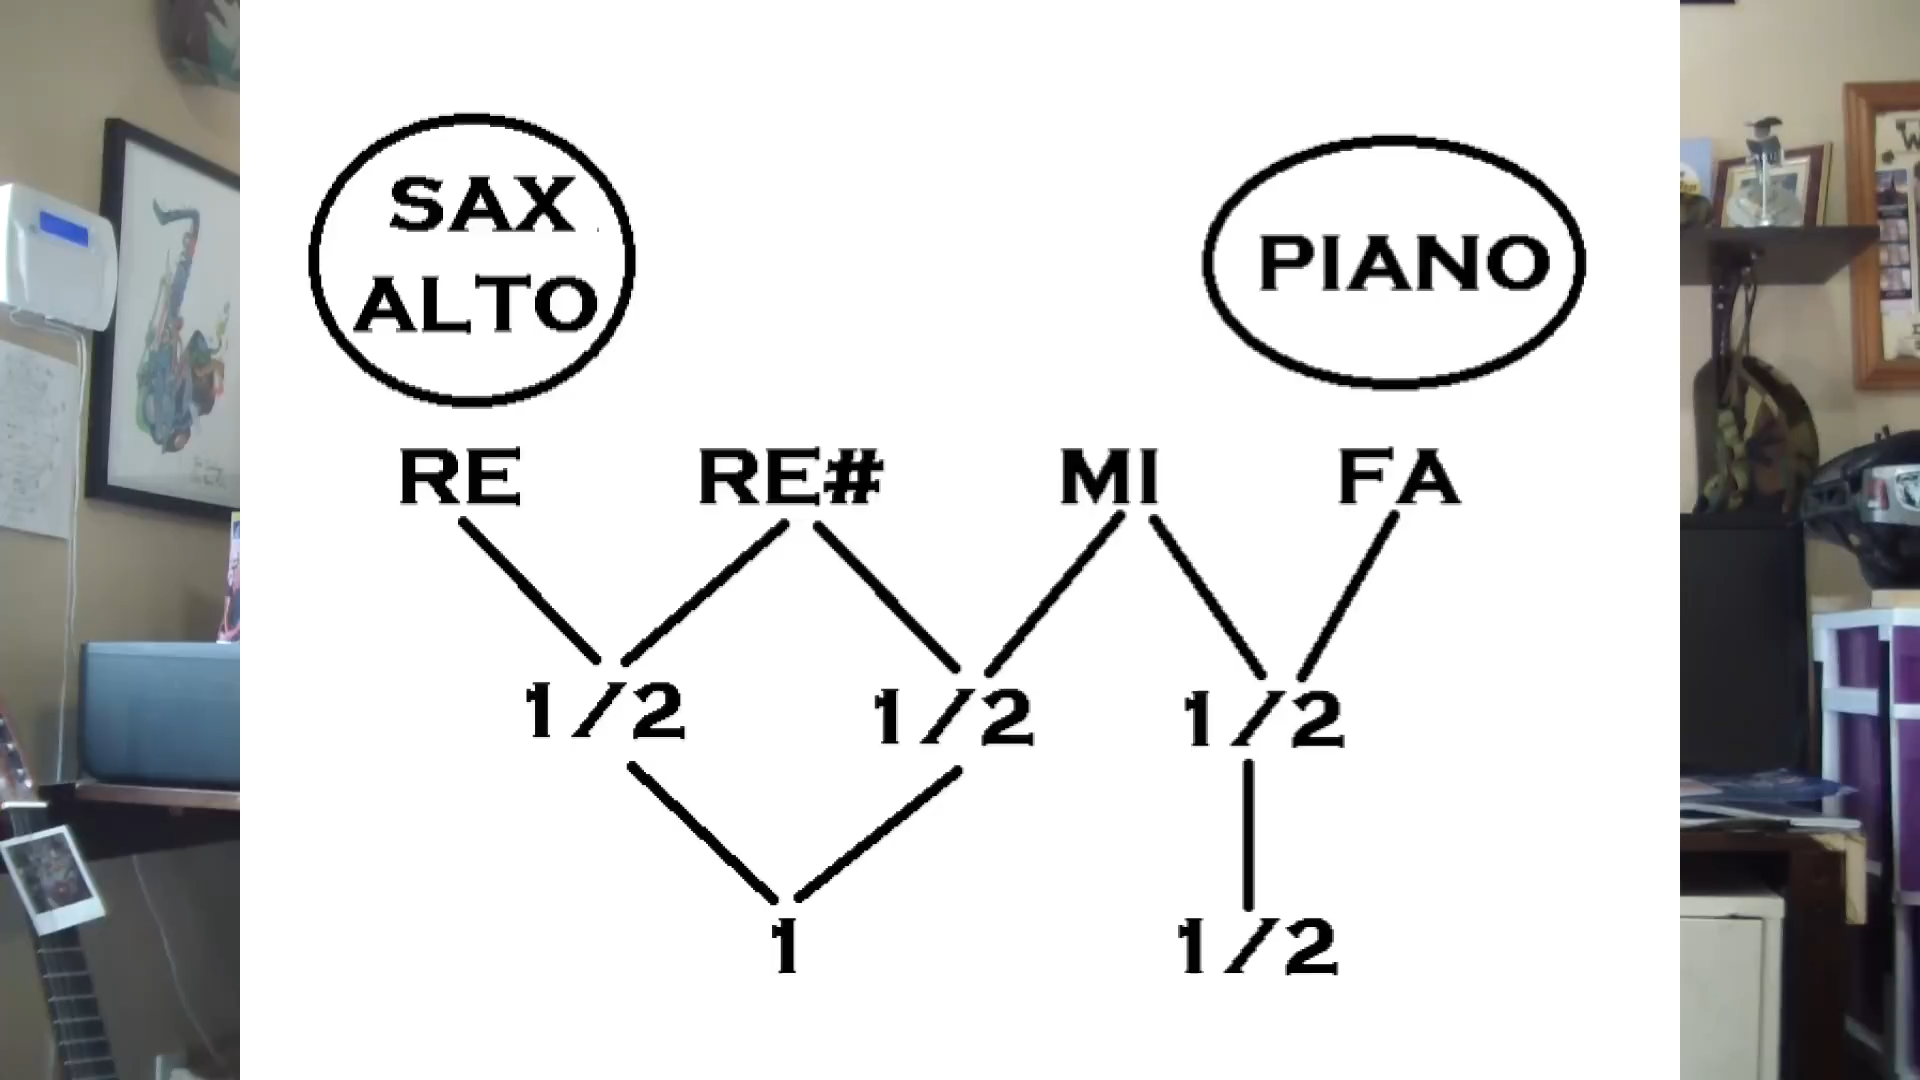 SAX
ALTO
PIANO
RE RE# MI FA
1/2 1/2 1/2
1 1/2